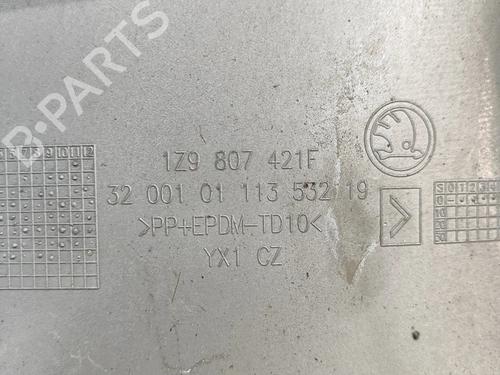 B-PARTS
1Z9 807 421F
32 001 01 113 532 19
>PP+EPDM-TD10<
YX1 CZ